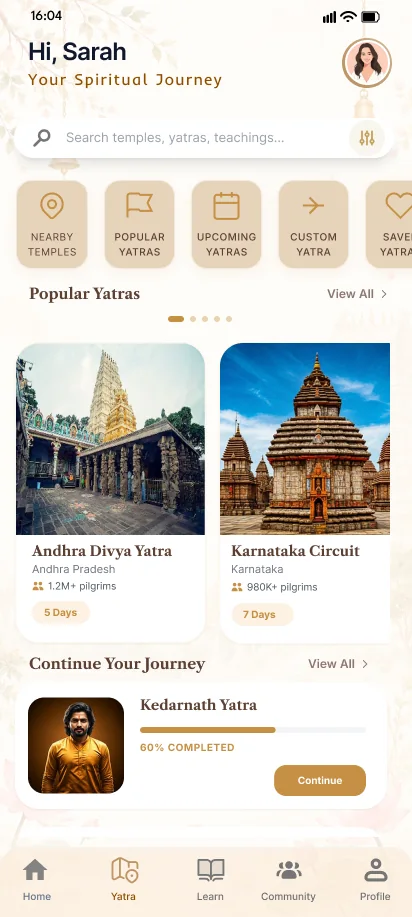 16:04
Hi, Sarah
Your Spiritual Journey
Search temples, yatras, teachings...
NEARBY
TEMPLES
POPULAR
YATRAS
UPCOMING
YATRAS
CUSTOM
YATRA
SAVE
YATRA
Popular Yatras
View All
Andhra Divya Yatra
Andhra Pradesh
1.2M+ pilgrims
5 Days
Karnataka Circuit
Karnataka
980K+ pilgrims
7 Days
Continue Your Journey
View All
Kedarnath Yatra
60% COMPLETED
Continue
Home
Yatra
Learn
Community
Profile